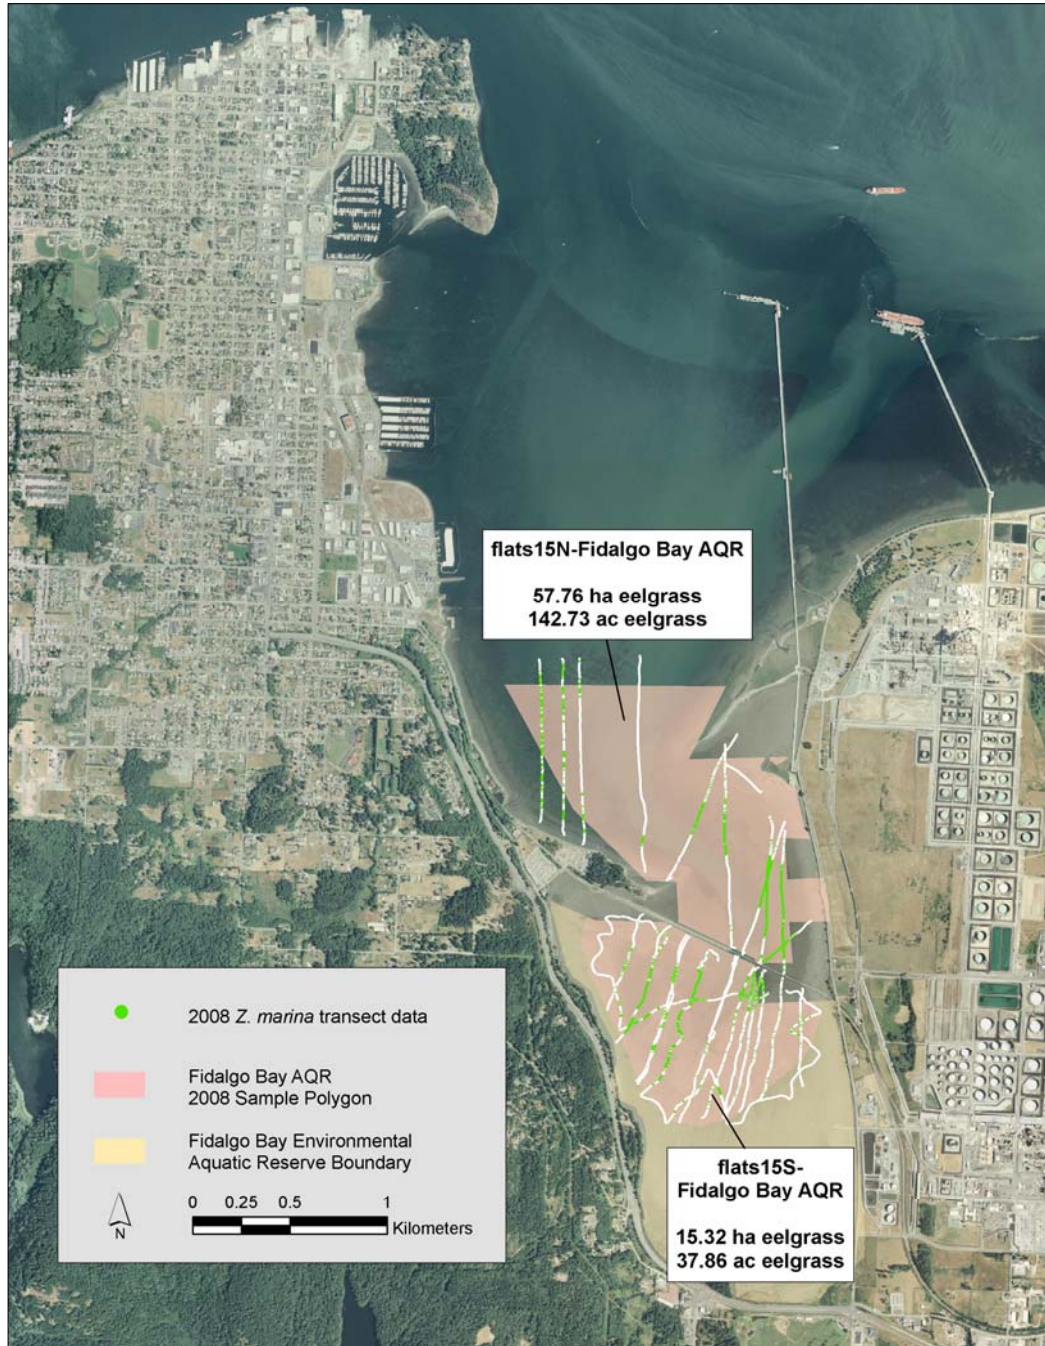 flats15N-Fidalgo Bay AQR
57.76 ha eelgrass
142.73 ac eelgrass
2008 Z. marina transect data
Fidalgo Bay AQR
2008 Sample Polygon
Fidalgo Bay Environmental
Aquatic Reserve Boundary
N
0 0.25 0.5 1
Kilometers
flats15S-
Fidalgo Bay AQR
15.32 ha eelgrass
37.86 ac eelgrass